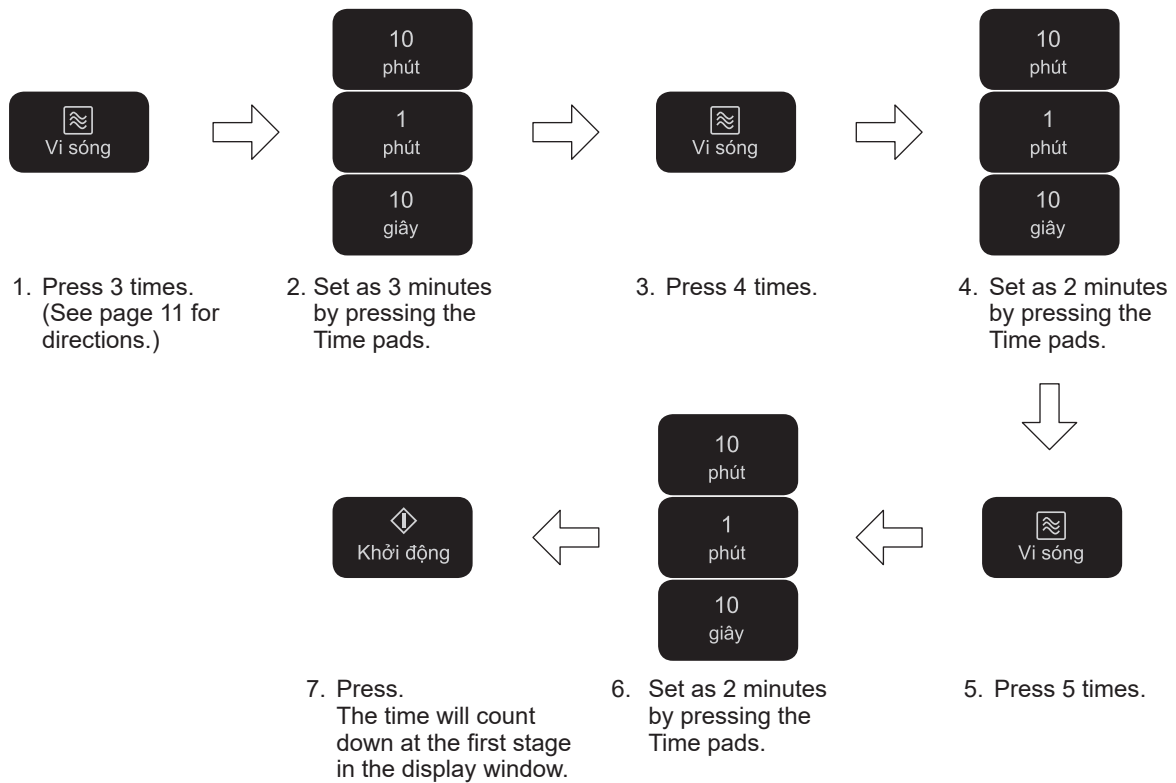 Vi sóng
10
phút
1
phút
10
giây
Vi sóng
10
phút
1
phút
10
giây
1. Press 3 times.
(See page 11 for
directions.)
2. Set as 3 minutes
by pressing the
Time pads.
3. Press 4 times.
4. Set as 2 minutes
by pressing the
Time pads.
Vi sóng
5. Press 5 times.
10
phút
1
phút
10
giây
6. Set as 2 minutes
by pressing the
Time pads.
Khởi động
7. Press.
The time will count
down at the first stage
in the display window.